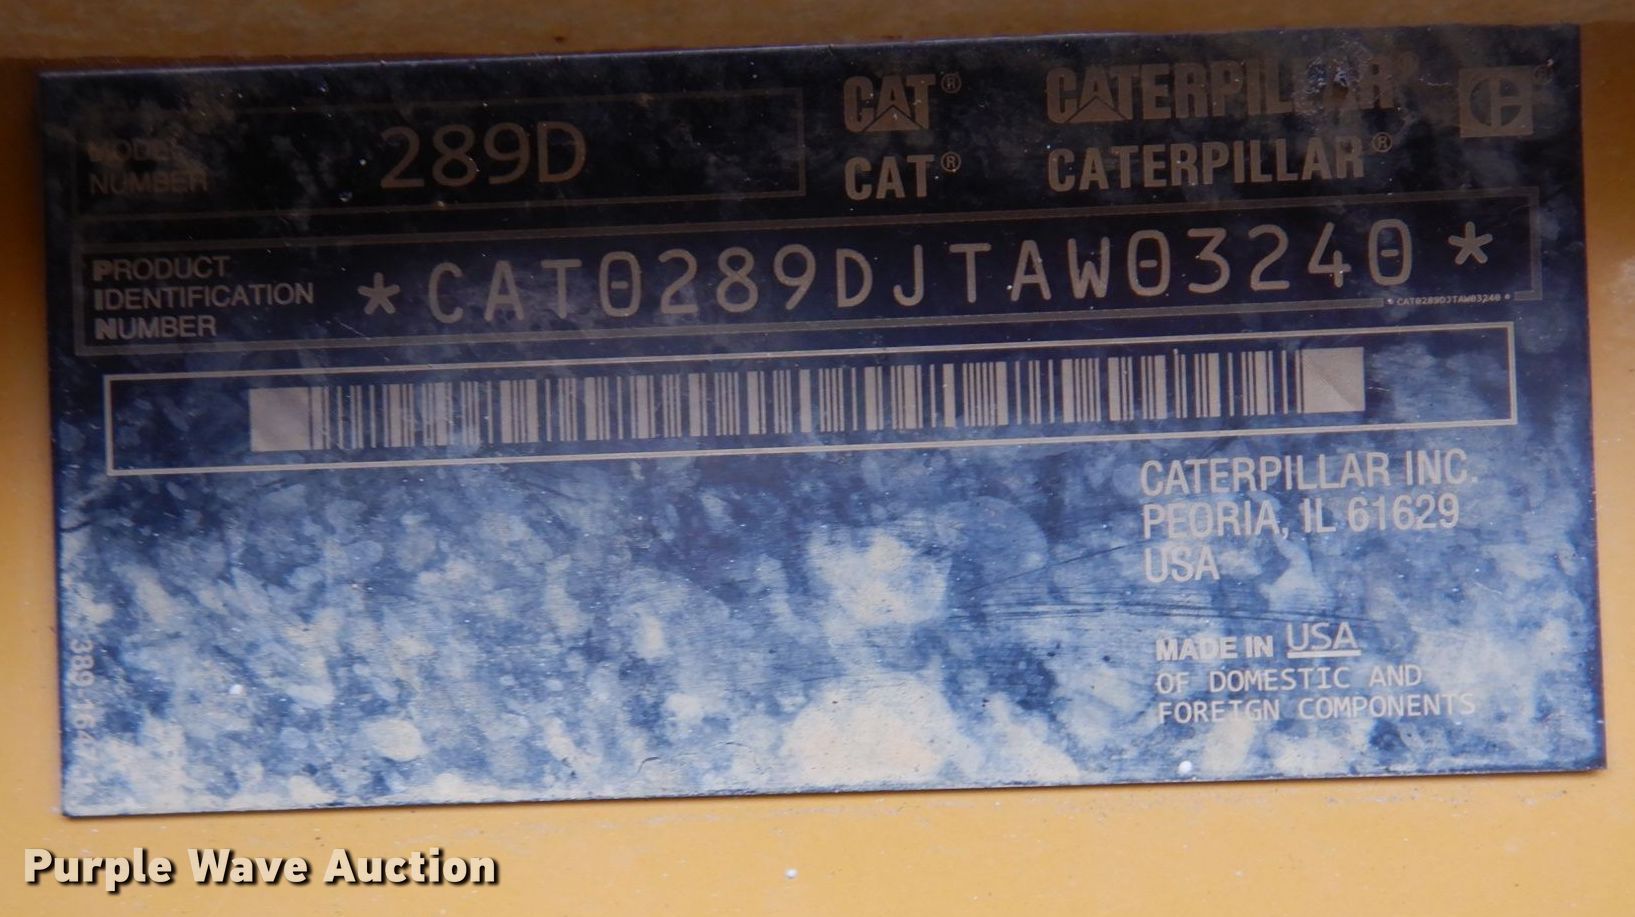 MODEL
NUMBER
289D
CAT® CATERPILLAR® C®
CAT® CATERPILLAR®
PRODUCT
IDENTIFICATION
NUMBER
*CAT0289DJTAW03240*
*CAT0289DJTAW03240*
CATERPILLAR INC.
PEORIA, IL 61629
USA
MADE IN USA
OF DOMESTIC AND
FOREIGN COMPONENTS
Purple Wave Auction